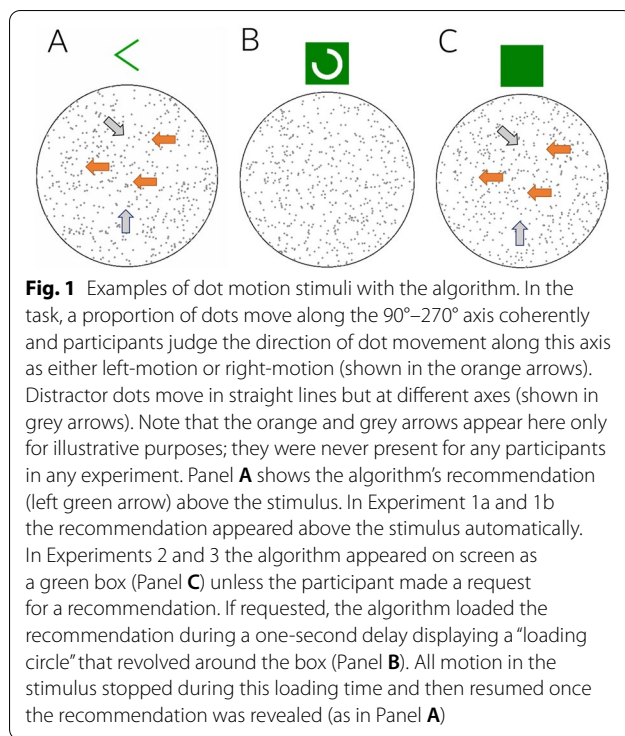 A B C
Fig. 1 Examples of dot motion stimuli with the algorithm. In the
task, a proportion of dots move along the 90°–270° axis coherently
and participants judge the direction of dot movement along this axis
as either left-motion or right-motion (shown in the orange arrows).
Distractor dots move in straight lines but at different axes (shown in
grey arrows). Note that the orange and grey arrows appear here only
for illustrative purposes; they were never present for any participants
in any experiment. Panel A shows the algorithm's recommendation
(left green arrow) above the stimulus. In Experiment 1a and 1b
the recommendation appeared above the stimulus automatically.
In Experiments 2 and 3 the algorithm appeared on screen as
a green box (Panel C) unless the participant made a request
for a recommendation. If requested, the algorithm loaded the
recommendation during a one-second delay displaying a “loading
circle” that revolved around the box (Panel B). All motion in the
stimulus stopped during this loading time and then resumed once
the recommendation was revealed (as in Panel A)